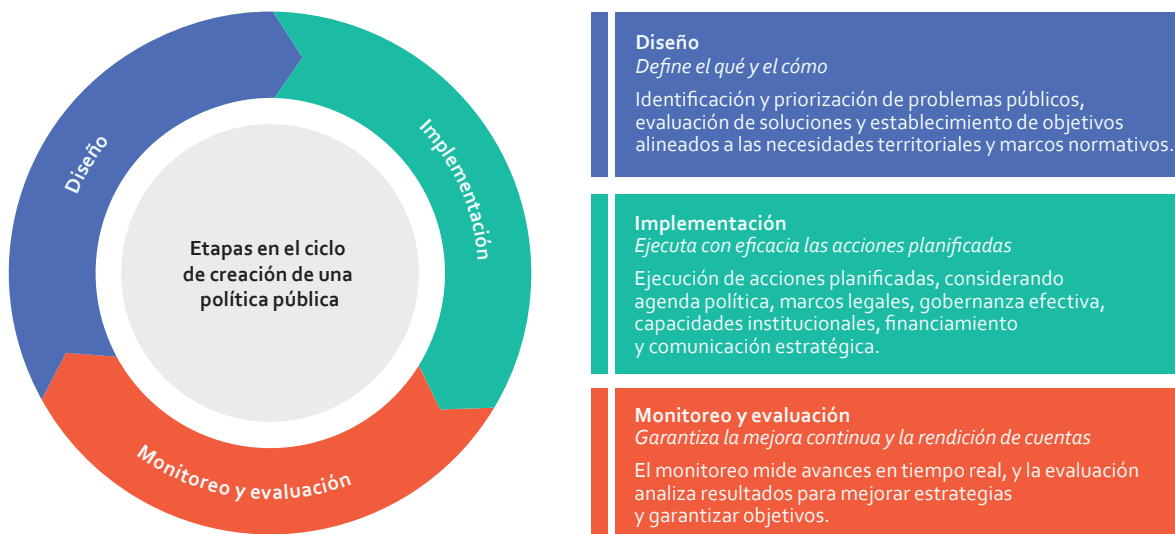 Diseño
Implementación
Monitoreo y evaluación
Etapas en el ciclo
de creación de una
política pública
Diseño
Define el qué y el cómo
Identificación y priorización de problemas públicos,
evaluación de soluciones y establecimiento de objetivos
alineados a las necesidades territoriales y marcos normativos.
Implementación
Ejecuta con eficacia las acciones planificadas
Ejecución de acciones planificadas, considerando
agenda política, marcos legales, gobernanza efectiva,
capacidades institucionales, financiamiento
y comunicación estratégica.
Monitoreo y evaluación
Garantiza la mejora continua y la rendición de cuentas
El monitoreo mide avances en tiempo real, y la evaluación
analiza resultados para mejorar estrategias
y garantizar objetivos.